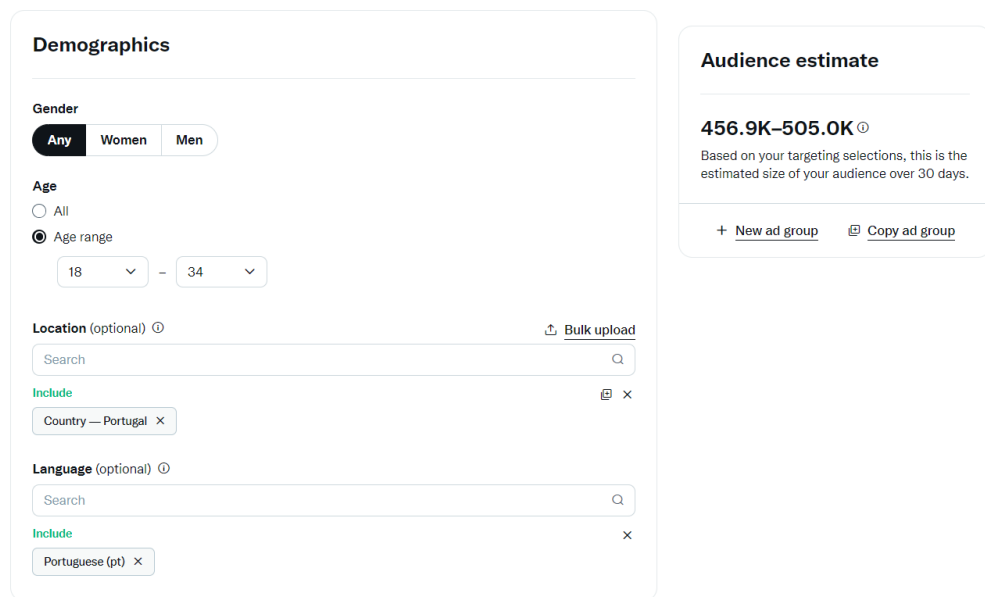 Demographics
Gender
Any Women Men
Age
All
Age range
18 – 34
Location (optional)
Bulk upload
Search
Include
Country — Portugal
Language (optional)
Search
Include
Portuguese (pt)
Audience estimate
456.9K–505.0K
Based on your targeting selections, this is the
estimated size of your audience over 30 days.
New ad group Copy ad group